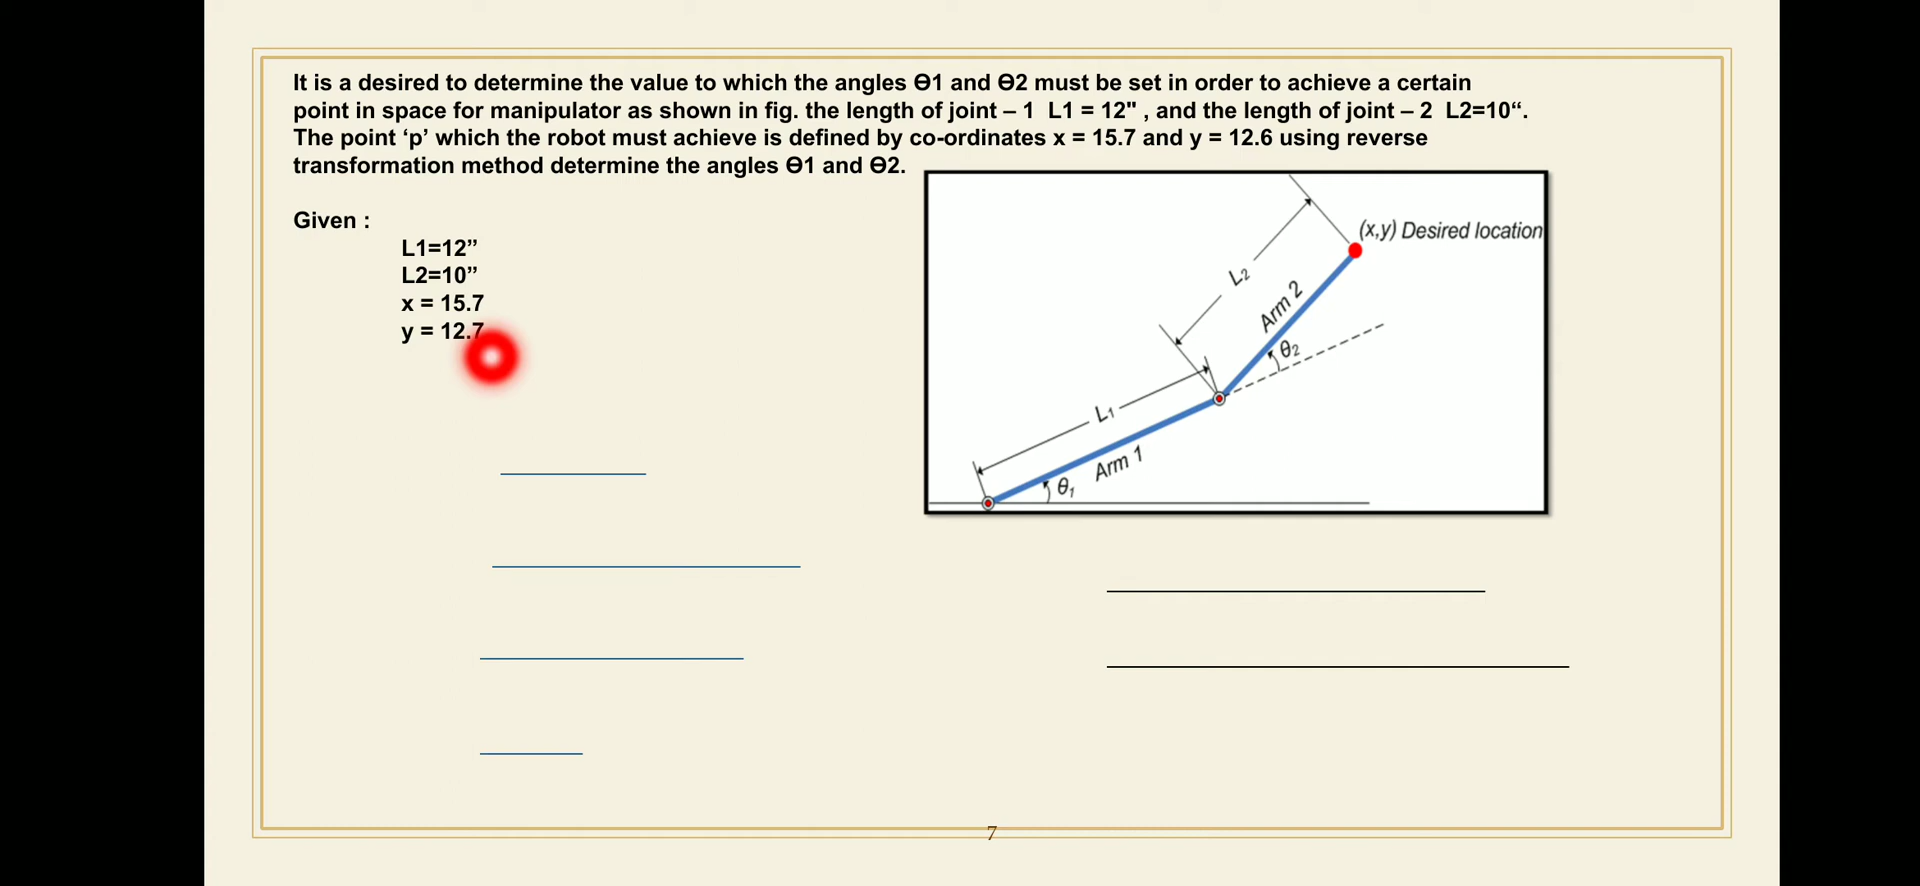 It is a desired to determine the value to which the angles ϴ1 and ϴ2 must be set in order to achieve a certain
point in space for manipulator as shown in fig. the length of joint – 1 L1 = 12" , and the length of joint – 2 L2=10“.
The point ‘p’ which the robot must achieve is defined by co-ordinates x = 15.7 and y = 12.6 using reverse
transformation method determine the angles ϴ1 and ϴ2.
Given :
L1=12”
L2=10”
x = 15.7
y = 12.7
(x,y) Desired location
L2
Arm 2
θ2
L1
Arm 1
θ1
7